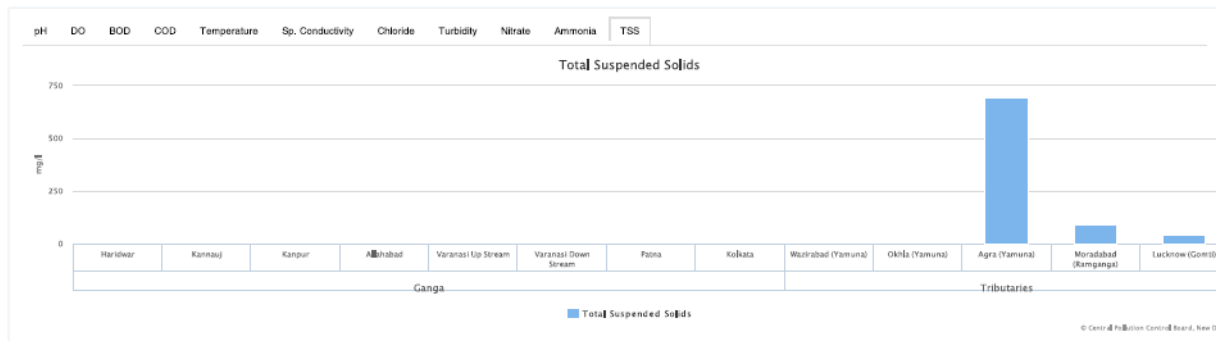 pH DO BOD COD Temperature Sp. Conductivity Chloride Turbidity Nitrate Ammonia TSS
Total Suspended Solids
750
500
250
0
mg/l
Haridwar
Kannauj
Kanpur
Allahabad
Varanasi Up Stream
Varanasi Down
Stream
Patna
Kolkata
Wazirabad (Yamuna)
Okhla (Yamuna)
Agra (Yamuna)
Moradabad
(Ramganga)
Lucknow (Gomti)
Ganga
Tributaries
Total Suspended Solids
© Central Pollution Control Board, New D